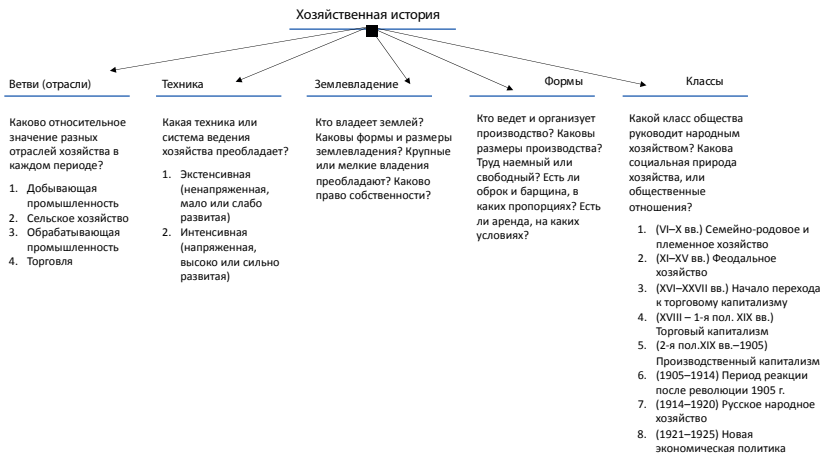 Хозяйственная история
Ветви (отрасли)
Каково относительное
значение разных
отраслей хозяйства в
каждом периоде?
1. Добывающая
промышленность
2. Сельское хозяйство
3. Обрабатывающая
промышленность
4. Торговля
Техника
Какая техника или
система ведения
хозяйства преобладает?
1. Экстенсивная
(ненапряженная,
мало или слабо
развитая)
2. Интенсивная
(напряженная,
высоко или сильно
развитая)
Землевладение
Кто владеет землей?
Каковы формы и размеры
землевладения? Крупные
или мелкие владения
преобладают? Каково
право собственности?
Формы
Кто ведет и организует
производство? Каковы
размеры производства?
Труд наемный или
свободный? Есть ли
оброк и барщина, в
каких пропорциях? Есть
ли аренда, на каких
условиях?
Классы
Какой класс общества
руководит народным
хозяйством? Какова
социальная природа
хозяйства, или
общественные
отношения?
1. (VI–X вв.) Семейно-родовое и
племенное хозяйство
2. (XI–XV вв.) Феодальное
хозяйство
3. (XVI–XXVII вв.) Начало перехода
к торговому капитализму
4. (XVIII – 1-я пол. XIX вв.)
Торговый капитализм
5. (2-я пол.XIX вв.–1905)
Производственный капитализм
6. (1905–1914) Период реакции
после революции 1905 г.
7. (1914–1920) Русское народное
хозяйство
8. (1921–1925) Новая
экономическая политика